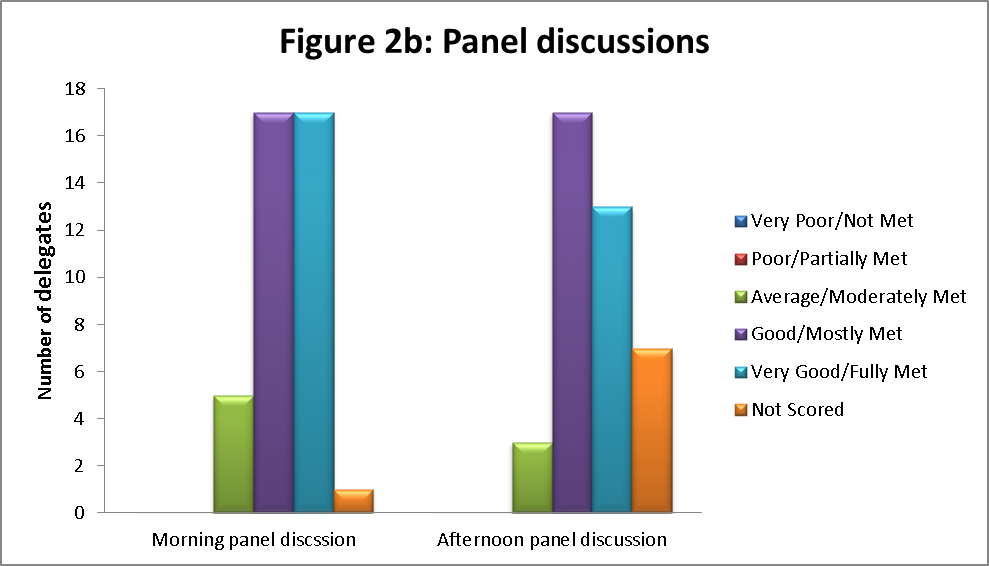 Figure 2b: Panel discussions
Number of delegates
18
16
14
12
10
8
6
4
2
0
Morning panel discssion
Afternoon panel discussion
Very Poor/Not Met
Poor/Partially Met
Average/Moderately Met
Good/Mostly Met
Very Good/Fully Met
Not Scored